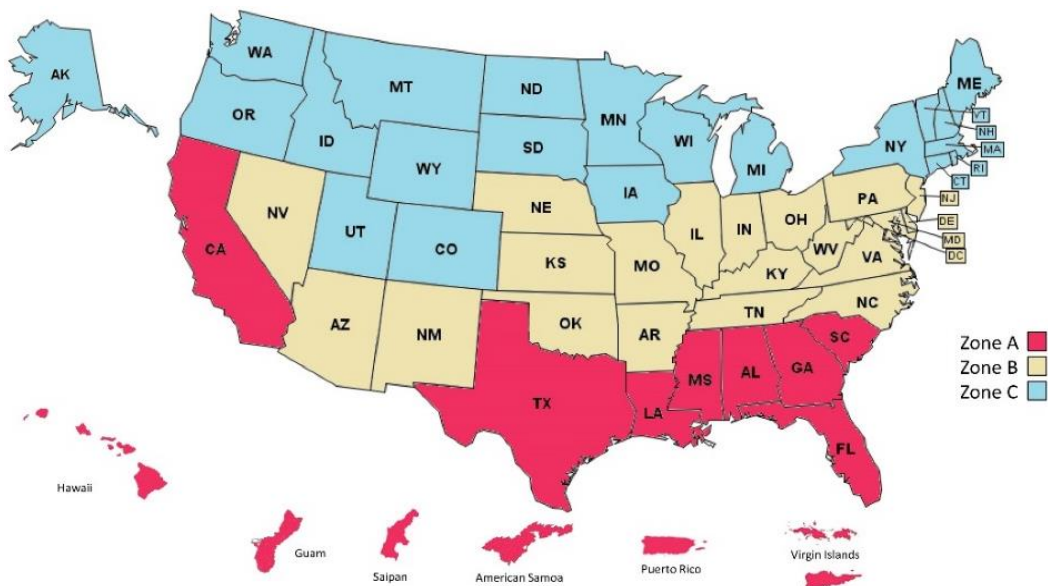 AK
WA
OR
ID
MT
WY
ND
SD
MN
WI
MI
IA
NY
ME
VT
NH
MA
RI
CT
NJ
DE
MD
DC
CA
NV
UT
CO
AZ
NM
NE
KS
OK
TX
MO
AR
LA
IL
IN
OH
PA
WV
VA
KY
TN
NC
SC
MS
AL
GA
FL
Zone A
Zone B
Zone C
Hawaii
Guam
Saipan
American Samoa
Puerto Rico
Virgin Islands